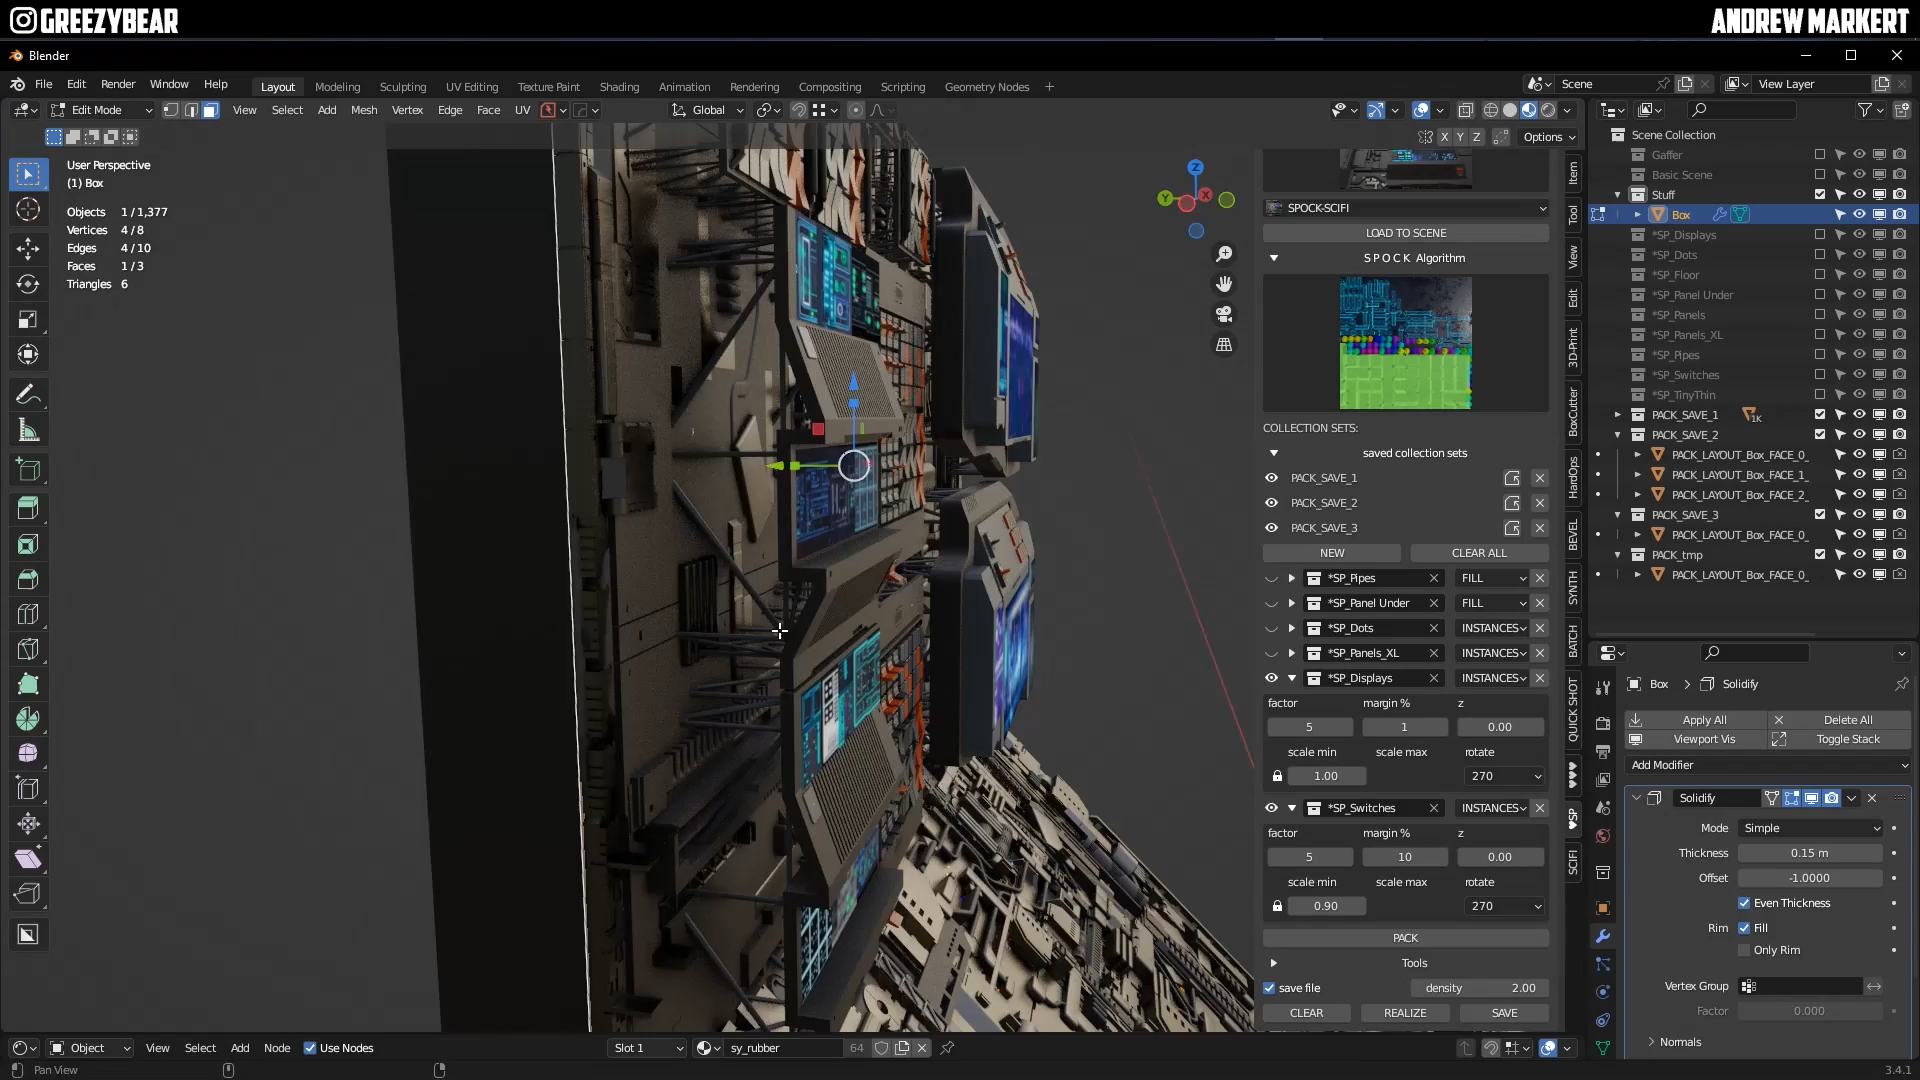 GREEZYBEAR
ANDREW MARKERT
Blender
File Edit Render Window Help
Layout Modeling Sculpting UV Editing Texture Paint Shading Animation Rendering Compositing Scripting Geometry Nodes +
Scene
View Layer
Edit Mode
View Select Add Mesh Vertex Edge Face UV
Global
X Y Z
Options
User Perspective
(1) Box
Objects 1 / 1,377
Vertices 4 / 8
Edges 4 / 10
Faces 1 / 3
Triangles 6
Z
Y
X
SPOCK-SCIFI
LOAD TO SCENE
S P O C K Algorithm
COLLECTION SETS:
saved collection sets
PACK_SAVE_1
PACK_SAVE_2
PACK_SAVE_3
NEW CLEAR ALL
*SP_Pipes FILL
*SP_Panel Under FILL
*SP_Dots INSTANCES
*SP_Panels_XL INSTANCES
*SP_Displays INSTANCES
factor margin % z
5 1 0.00
scale min scale max rotate
1.00 270
*SP_Switches INSTANCES
factor margin % z
5 10 0.00
scale min scale max rotate
0.90 270
PACK
Tools
save file density 2.00
CLEAR REALIZE SAVE
Item
Tool
View
Edit
3D-Print
BoxCutter
HardOps
BEVEL
SYNTH
BATCH
QUICK SHOT
♥♥♥
♥SP
SCIFI
Scene Collection
Gaffer
Basic Scene
Stuff
Box
*SP_Displays
*SP_Dots
*SP_Floor
*SP_Panel Under
*SP_Panels
*SP_Panels_XL
*SP_Pipes
*SP_Switches
*SP_TinyThin
PACK_SAVE_1 1K
PACK_SAVE_2
PACK_LAYOUT_Box_FACE_0_
PACK_LAYOUT_Box_FACE_1_
PACK_LAYOUT_Box_FACE_2_
PACK_SAVE_3
PACK_LAYOUT_Box_FACE_0_
PACK_tmp
PACK_LAYOUT_Box_FACE_0_
Box > Solidify
Apply All Delete All
Viewport Vis Toggle Stack
Add Modifier
Solidify
Mode Simple
Thickness 0.15 m
Offset -1.0000
Even Thickness
Rim Fill
Only Rim
Vertex Group
Factor 0.000
Normals
Object View Select Add Node Use Nodes
Slot 1
sy_rubber 64
Pan View
3.4.1